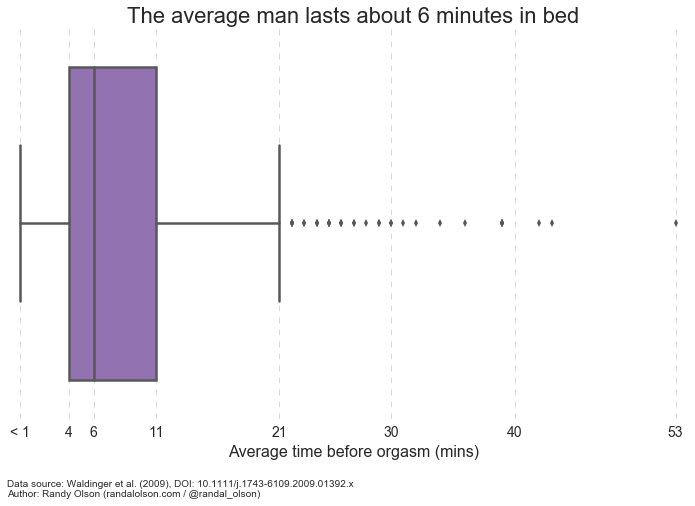 The average man lasts about 6 minutes in bed
< 1 4 6 11 21 30 40 53
Average time before orgasm (mins)
Data source: Waldinger et al. (2009), DOI: 10.1111/j.1743-6109.2009.01392.x
Author: Randy Olson (randalolson.com / @randal_olson)